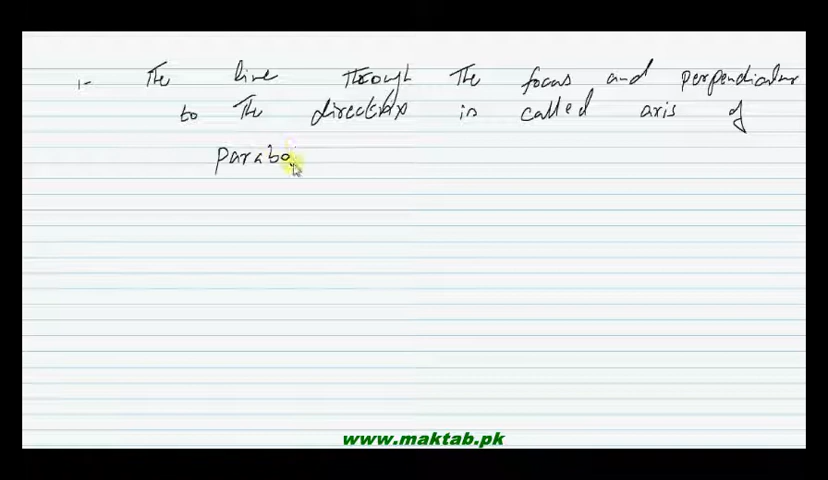 1- The line through the focus and perpendicular
to the directrix is called axis of
parabo
www.maktab.pk